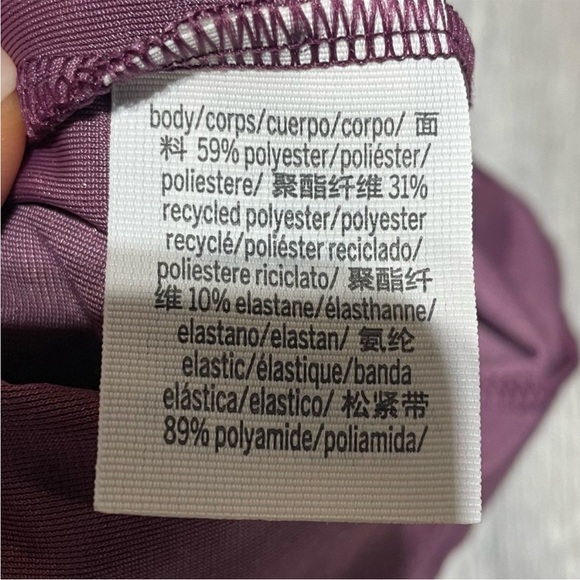 body/corps/cuerpo/corpo/ 面
料 59% polyester/poliéster/
poliestere/ 聚酯纤维 31%
recycled polyester/polyester
recyclé/poliéster reciclado/
poliestere riciclato/ 聚酯纤
维 10% elastane/élasthanne/
elastano/elastan/ 氨纶
elastic/élastique/banda
elástica/elastico/ 松紧带
89% polyamide/poliamida/